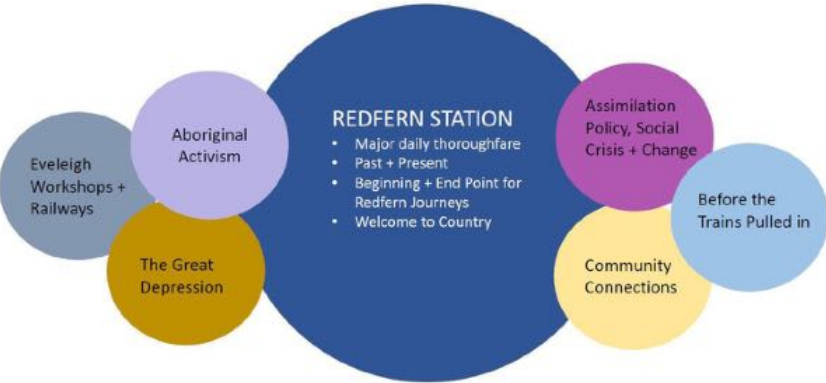 Eveleigh
Workshops +
Railways
Aboriginal
Activism
The Great
Depression
REDFERN STATION
• Major daily thoroughfare
• Past + Present
• Beginning + End Point for
Redfern Journeys
• Welcome to Country
Assimilation
Policy, Social
Crisis + Change
Before the
Trains Pulled in
Community
Connections